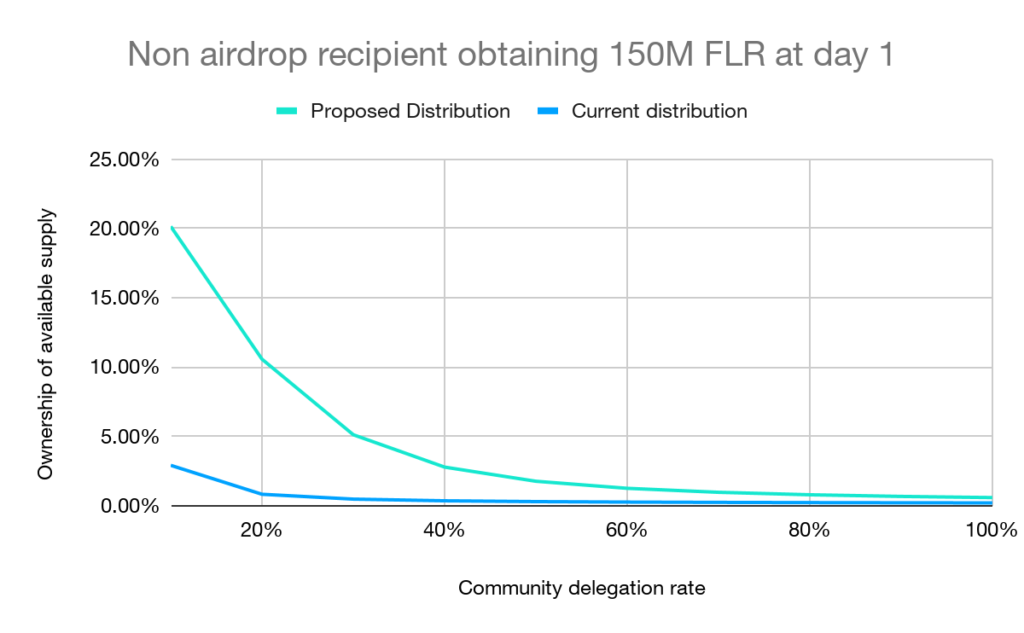 Non airdrop recipient obtaining 150M FLR at day 1
Proposed Distribution Current distribution
Ownership of available supply
25.00%
20.00%
15.00%
10.00%
5.00%
0.00%
20% 40% 60% 80% 100%
Community delegation rate